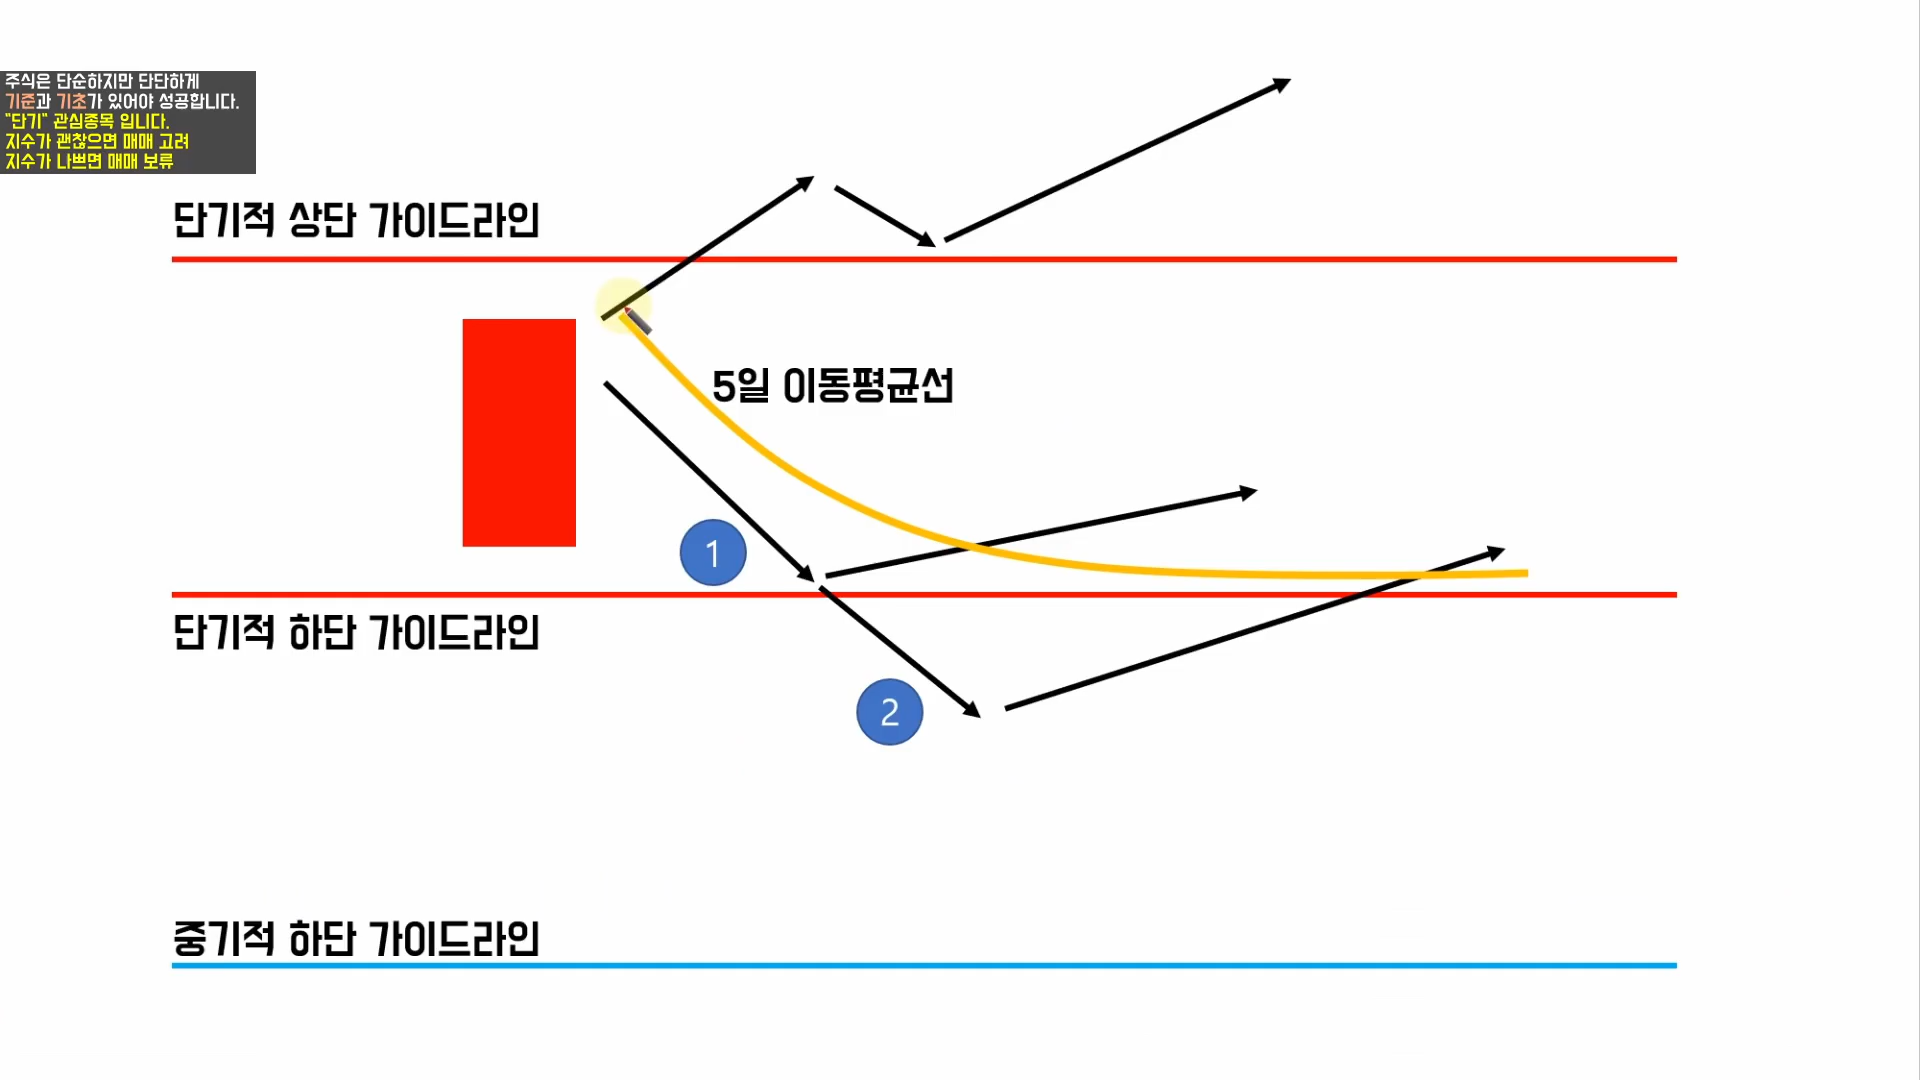 주식은 단순하지만 단단하게
기준과 기초가 있어야 성공합니다.
"단기" 관심종목 입니다.
지수가 괜찮으면 매매 고려
지수가 나쁘면 매매 보류
단기적 상단 가이드라인
5일 이동평균선
1
단기적 하단 가이드라인
2
중기적 하단 가이드라인